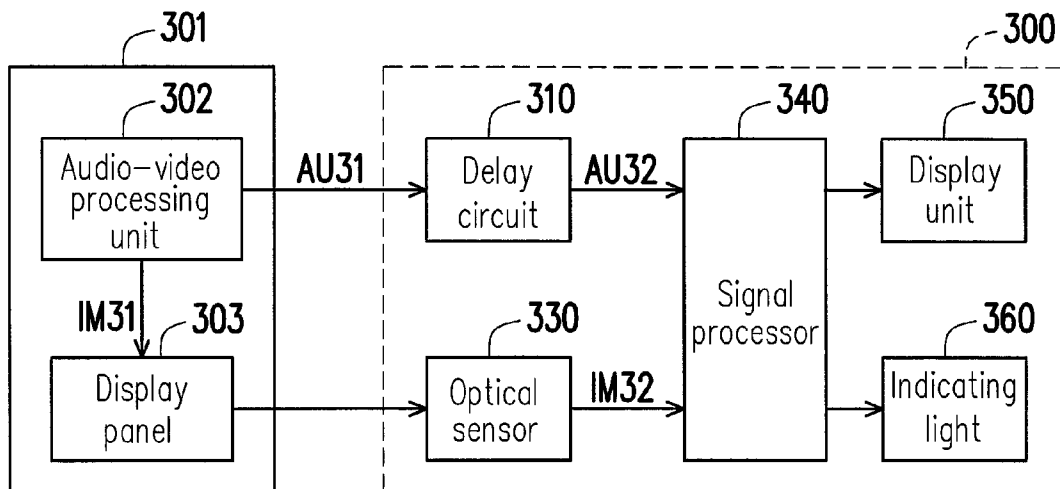 301
300
302
310
340
350
Audio-video
processing
unit
AU31
Delay
circuit
AU32
Display
unit
IM31
303
330
Signal
processor
360
Display
panel
Optical
sensor
IM32
Indicating
light